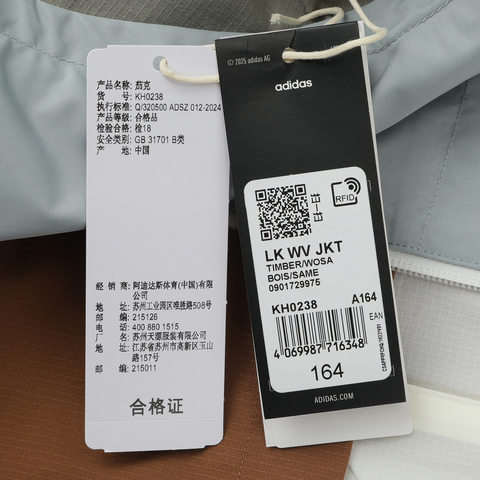 产品名称: 茄克
货 号: KH0238
执行标准: Q/320500 ADSZ 012-2024
产品等级: 合格品
检验合格: 检18
安全类别: GB 31701 B类
产 地: 中国
经 销 商: 阿迪达斯体育(中国)有限公司
地 址: 苏州工业园区唯胜路508号
邮 编: 215126
电 话: 400 880 1515
制 造 商: 苏州天源服装有限公司
地 址: 江苏省苏州市高新区玉山路157号
邮 编: 215011
合格证
© 2025 adidas AG
adidas
RFID
LK WV JKT
TIMBER/WOSA
BOIS/SAME
0901729975
KH0238 A164
EAN
4 069987 716348
164
ADIDAS.COM